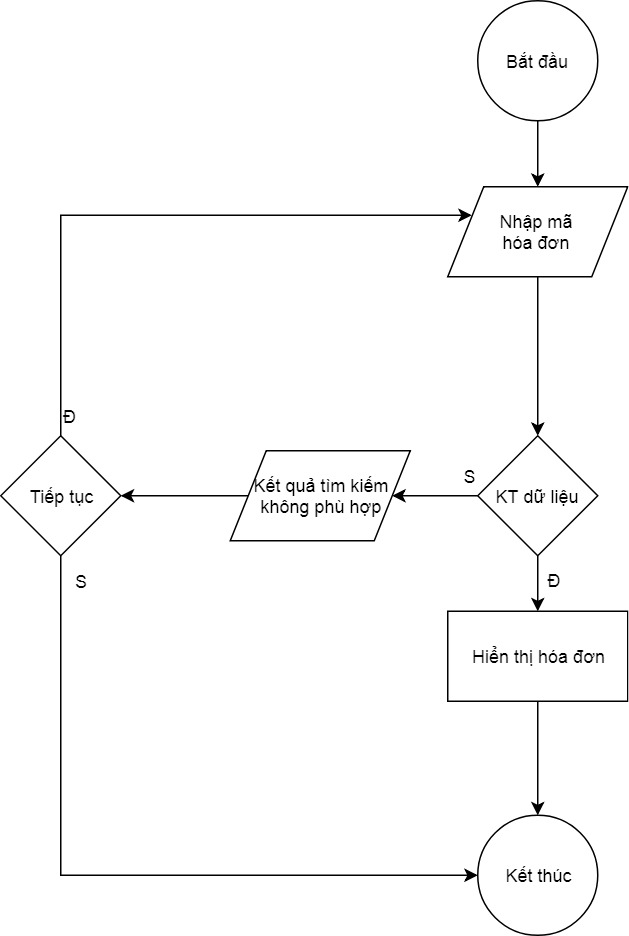 Bắt đầu
Nhập mã
hóa đơn
Đ
Tiếp tục
S
Kết quả tìm kiếm
không phù hợp
S
KT dữ liệu
Đ
Hiển thị hóa đơn
Kết thúc